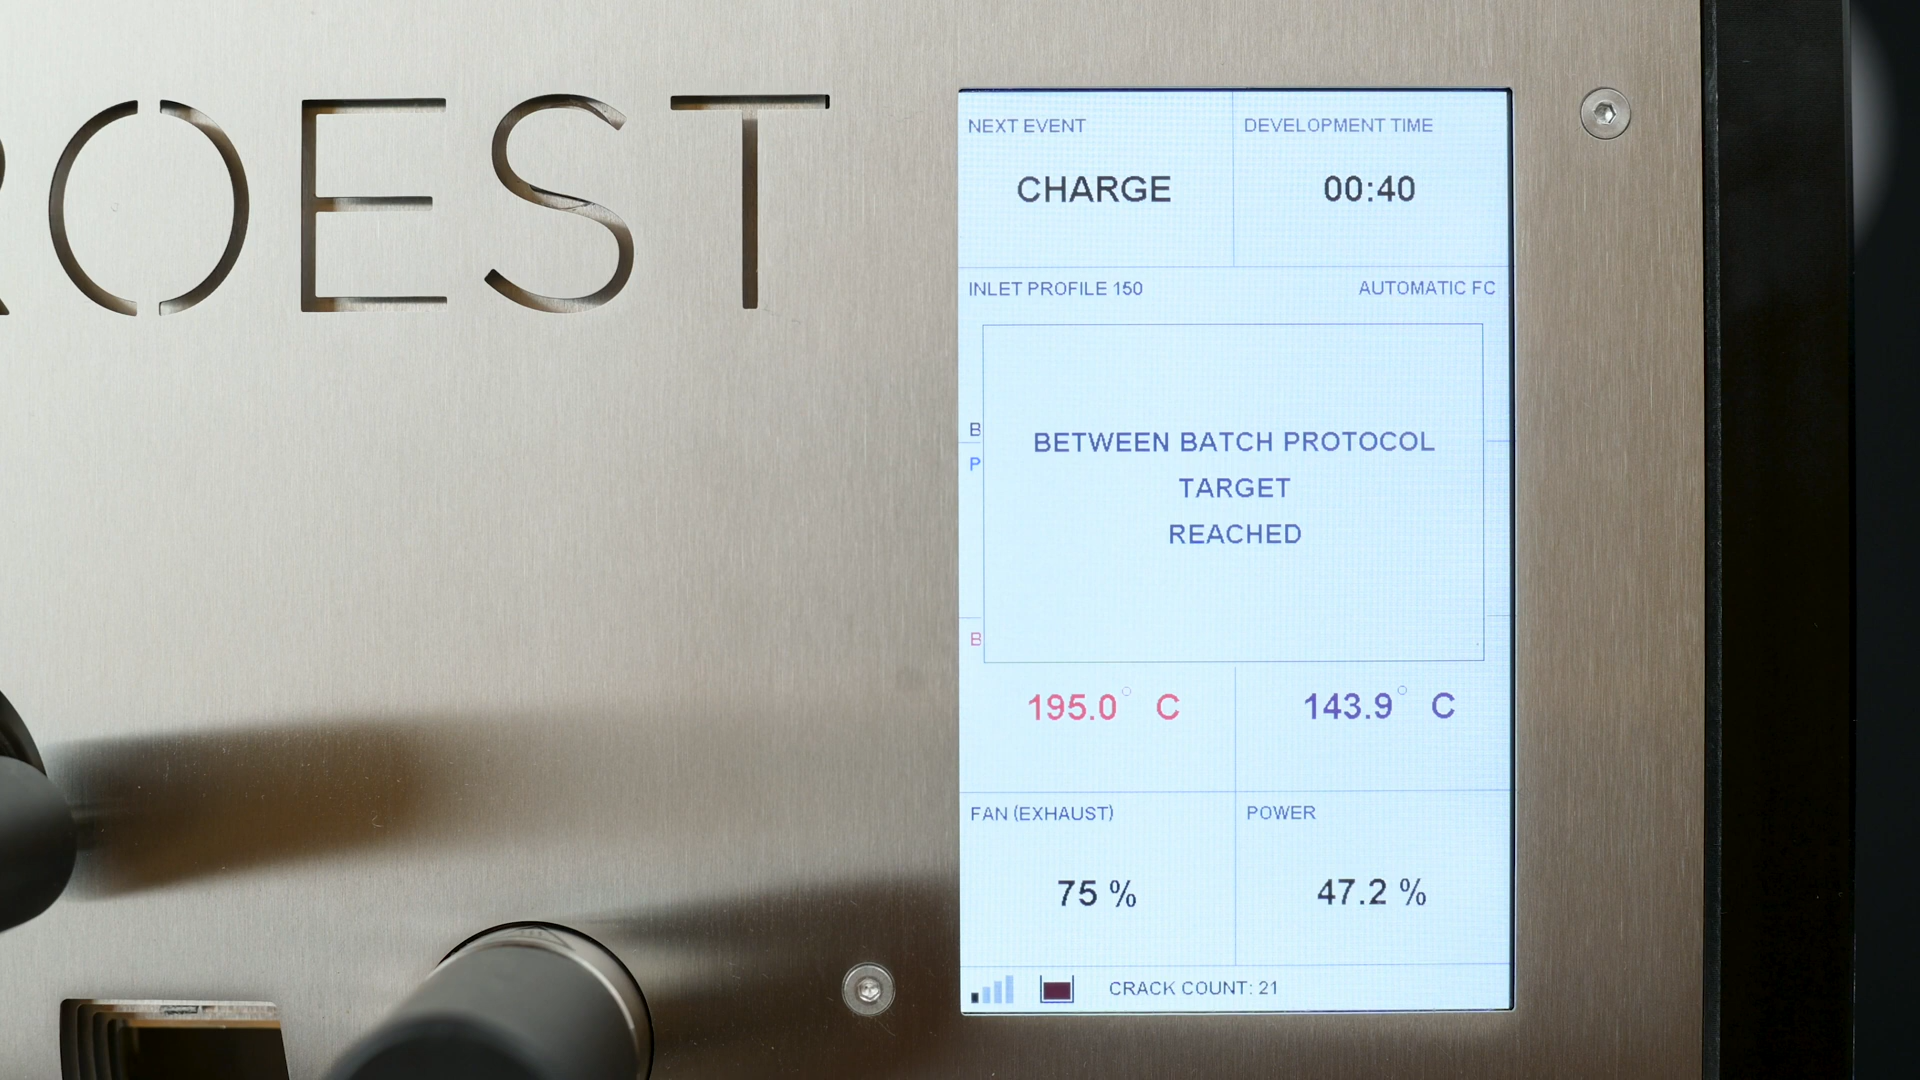 ROEST
NEXT EVENT
DEVELOPMENT TIME
CHARGE
00:40
INLET PROFILE 150
AUTOMATIC FC
B
P
BETWEEN BATCH PROTOCOL
TARGET
REACHED
B
195.0° C
143.9° C
FAN (EXHAUST)
POWER
75 %
47.2 %
CRACK COUNT: 21